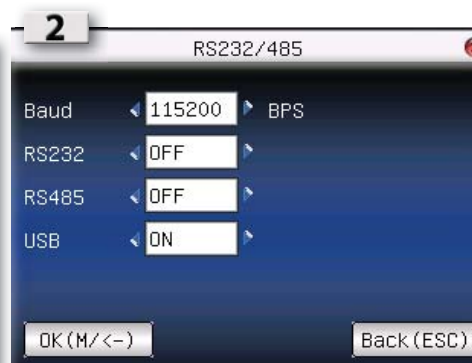 2
RS232/485
Baud 115200 BPS
RS232 OFF
RS485 OFF
USB ON
OK(M/<-) Back(ESC)